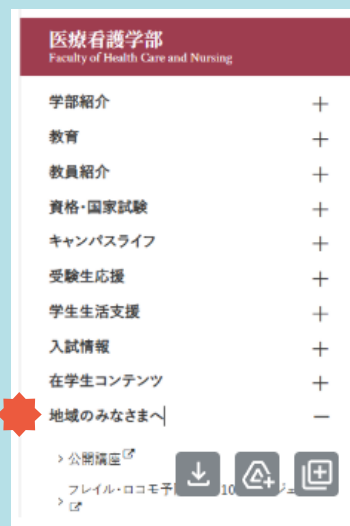 医療看護学部
Faculty of Health Care and Nursing
学部紹介
教育
教員紹介
資格・国家試験
キャンパスライフ
受験生応援
学生生活支援
入試情報
在学生コンテンツ
地域のみなさまへ
公開講座
フレイル・ロコモ予 10